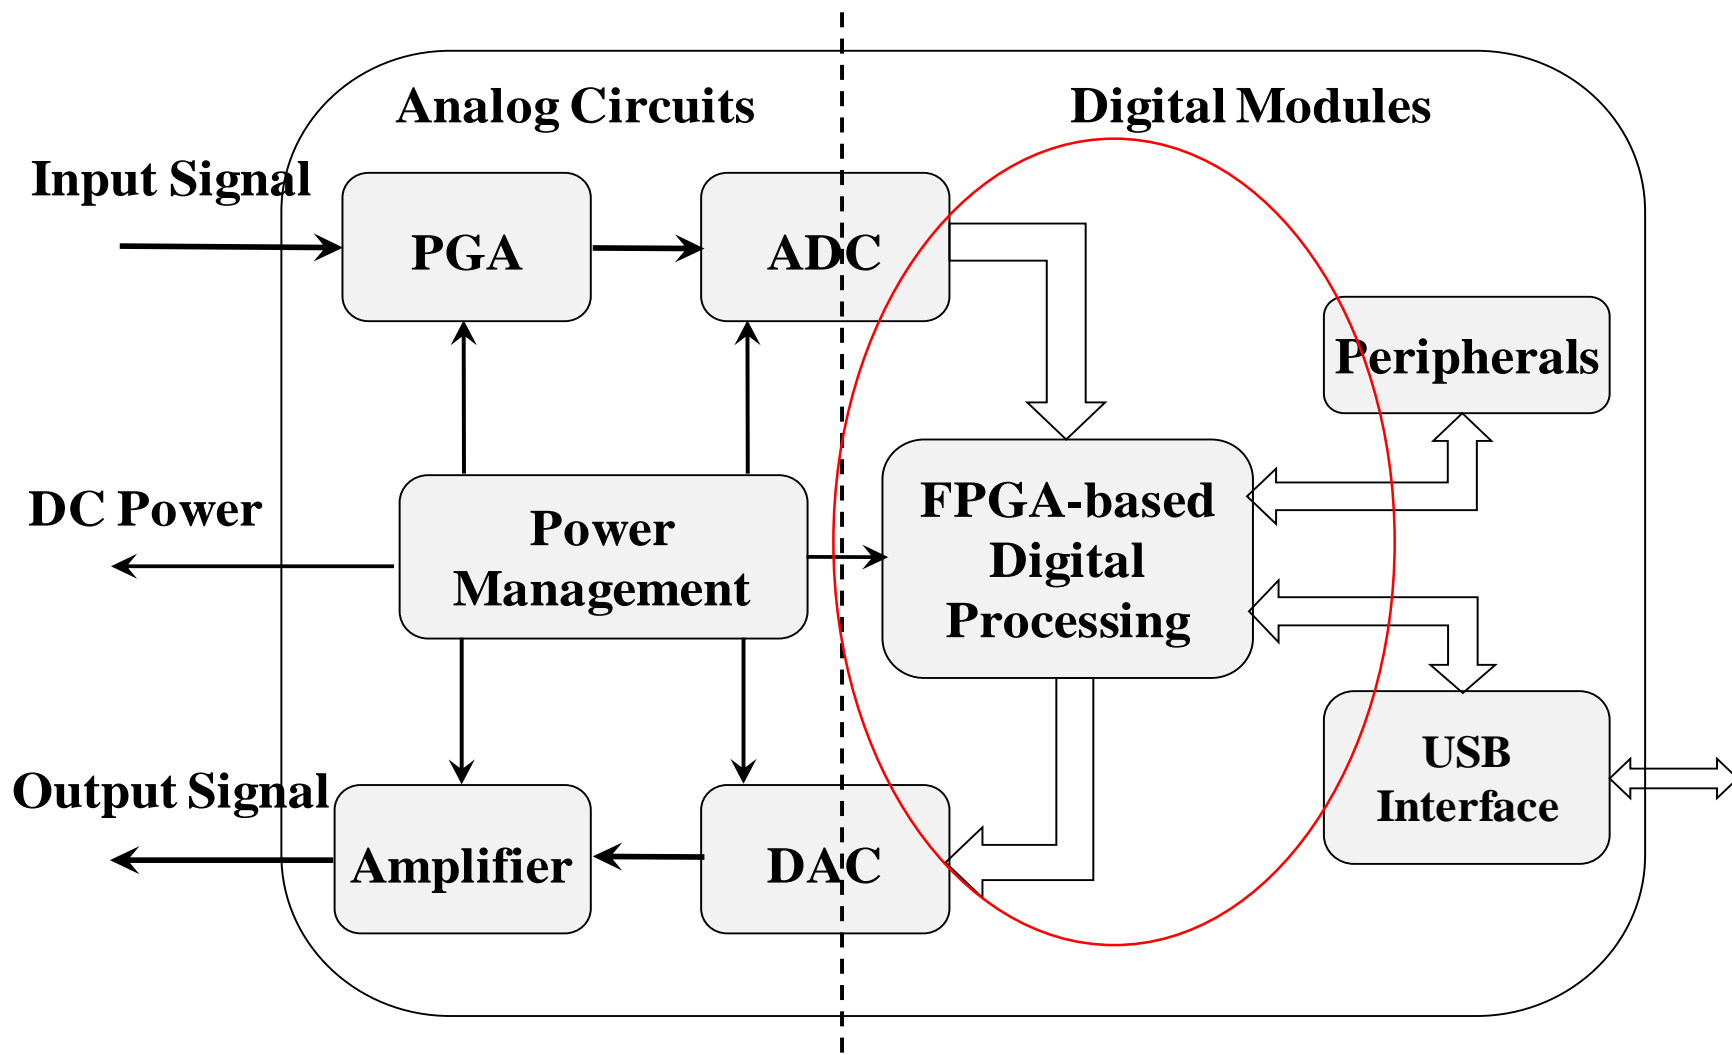 Analog Circuits
Digital Modules
Input Signal
PGA
ADC
Peripherals
DC Power
Power
Management
FPGA-based
Digital
Processing
USB
Interface
Output Signal
Amplifier
DAC